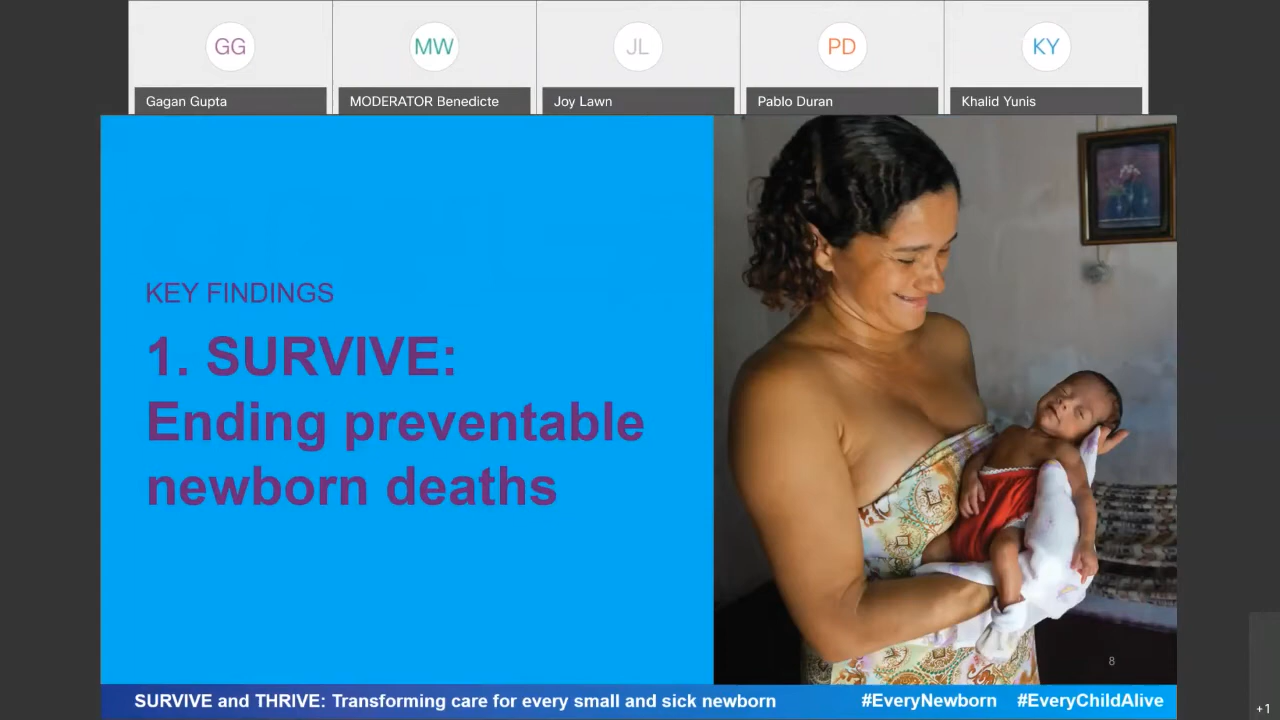 GG
MW
JL
PD
KY
Gagan Gupta
MODERATOR Benedicte
Joy Lawn
Pablo Duran
Khalid Yunis
KEY FINDINGS
1. SURVIVE:
Ending preventable
newborn deaths
8
SURVIVE and THRIVE: Transforming care for every small and sick newborn
#EveryNewborn #EveryChildAlive
+1